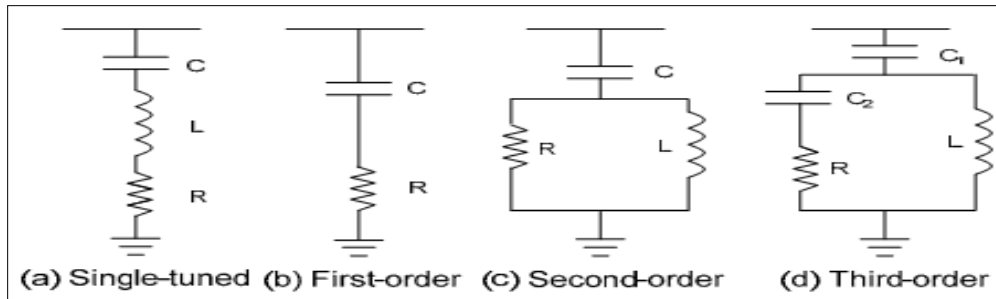 C
L
R
(a) Single-tuned
C
R
(b) First-order
C
R
L
(c) Second-order
C₁
C₂
R
L
(d) Third-order